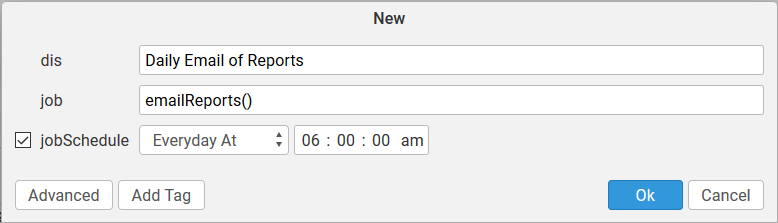 New
dis Daily Email of Reports
job emailReports()
jobSchedule Everyday At 06 : 00 : 00 am
Advanced Add Tag Ok Cancel